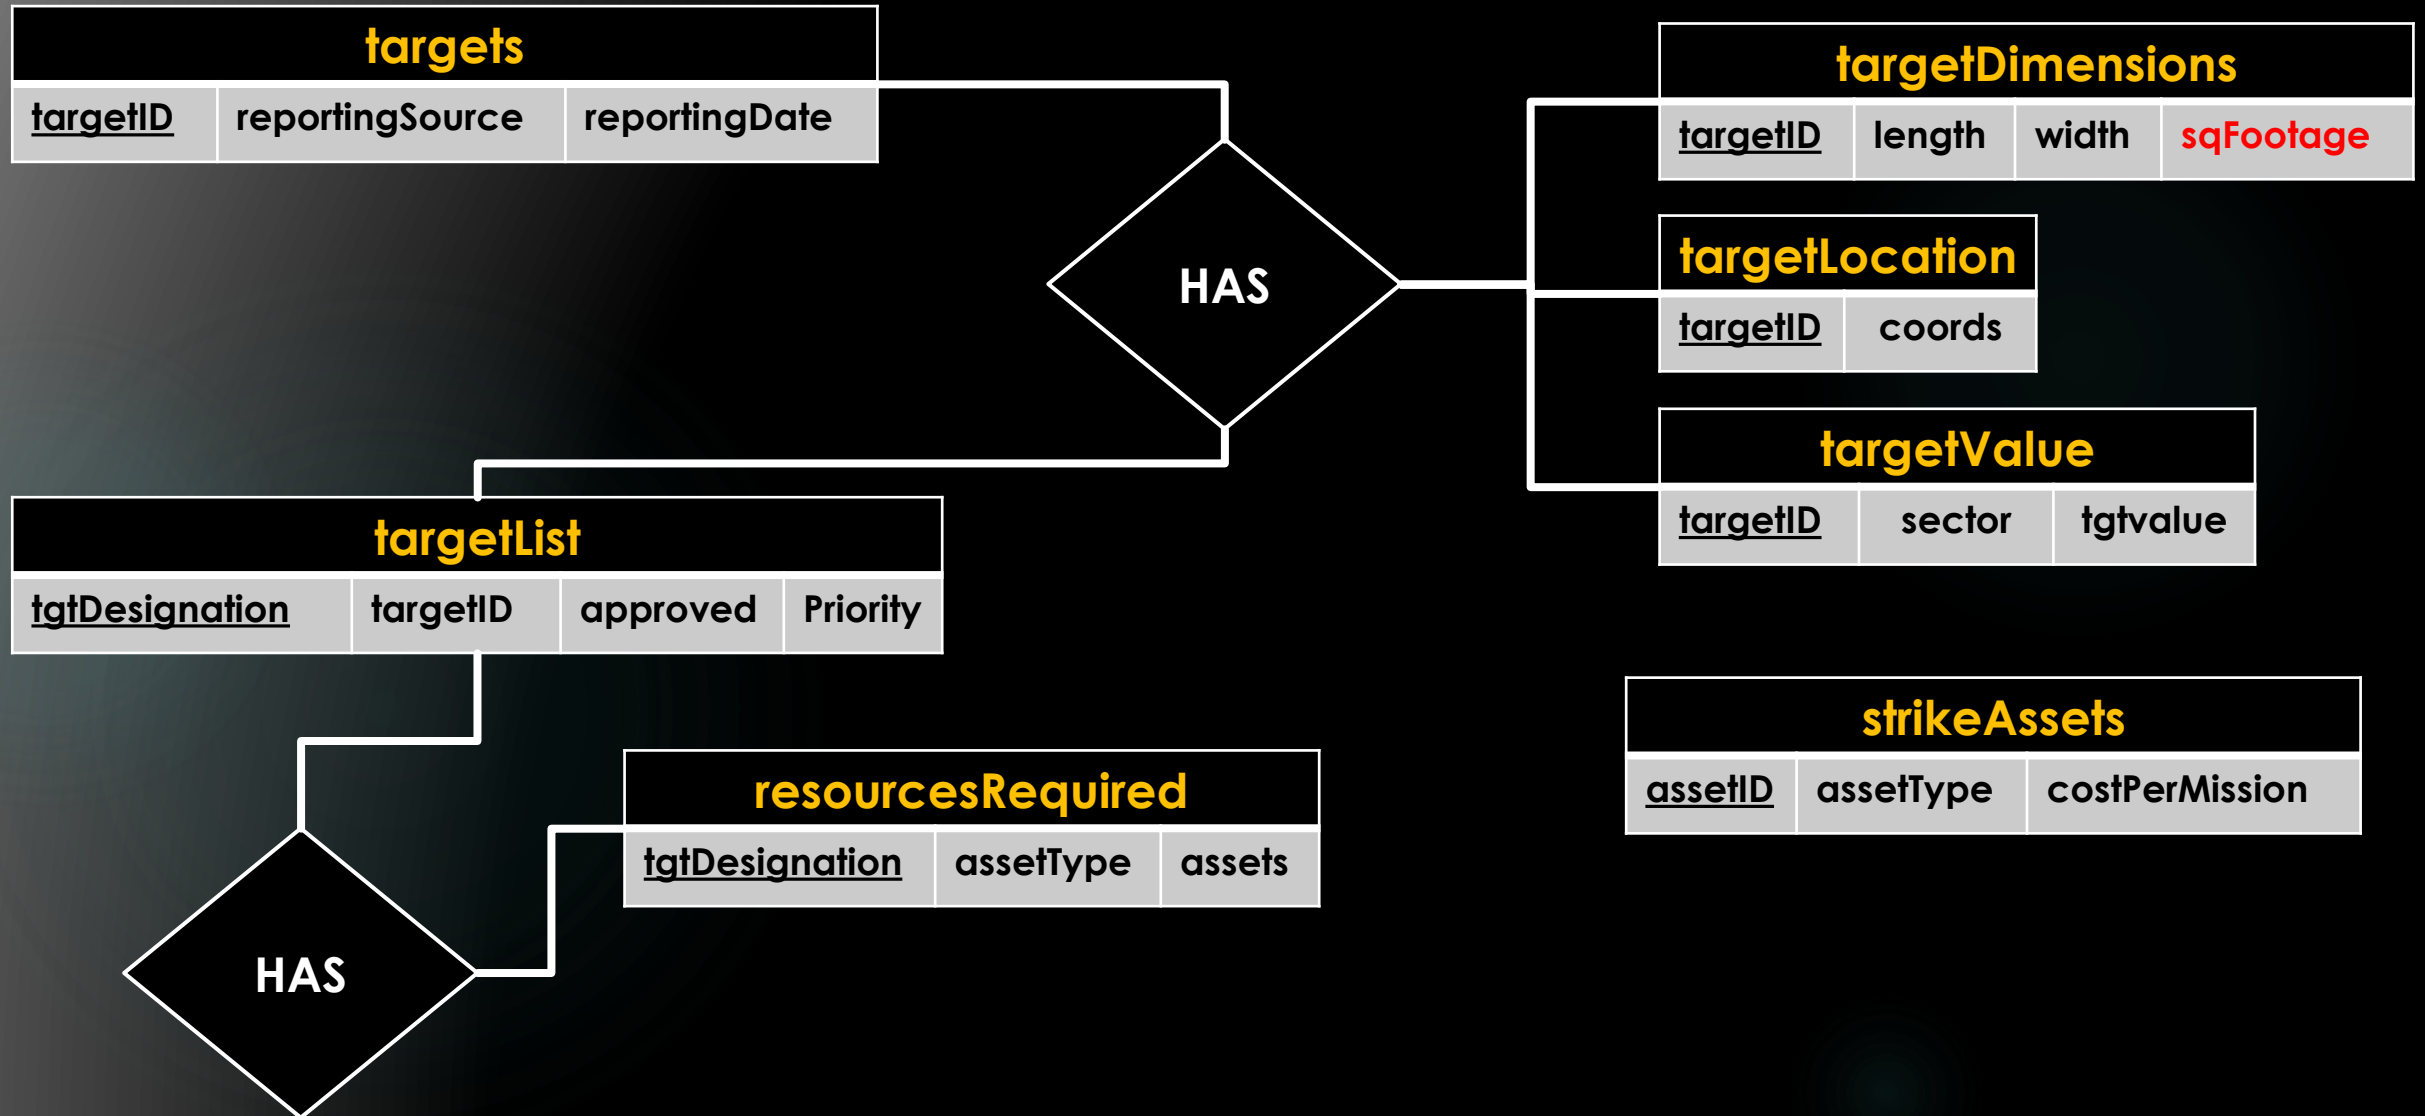 targets
targetID reportingSource reportingDate
targetDimensions
targetID length width sqFootage
HAS
targetLocation
targetID coords
targetValue
targetID sector tgtvalue
targetList
tgtDesignation targetID approved Priority
strikeAssets
assetID assetType costPerMission
resourcesRequired
tgtDesignation assetType assets
HAS